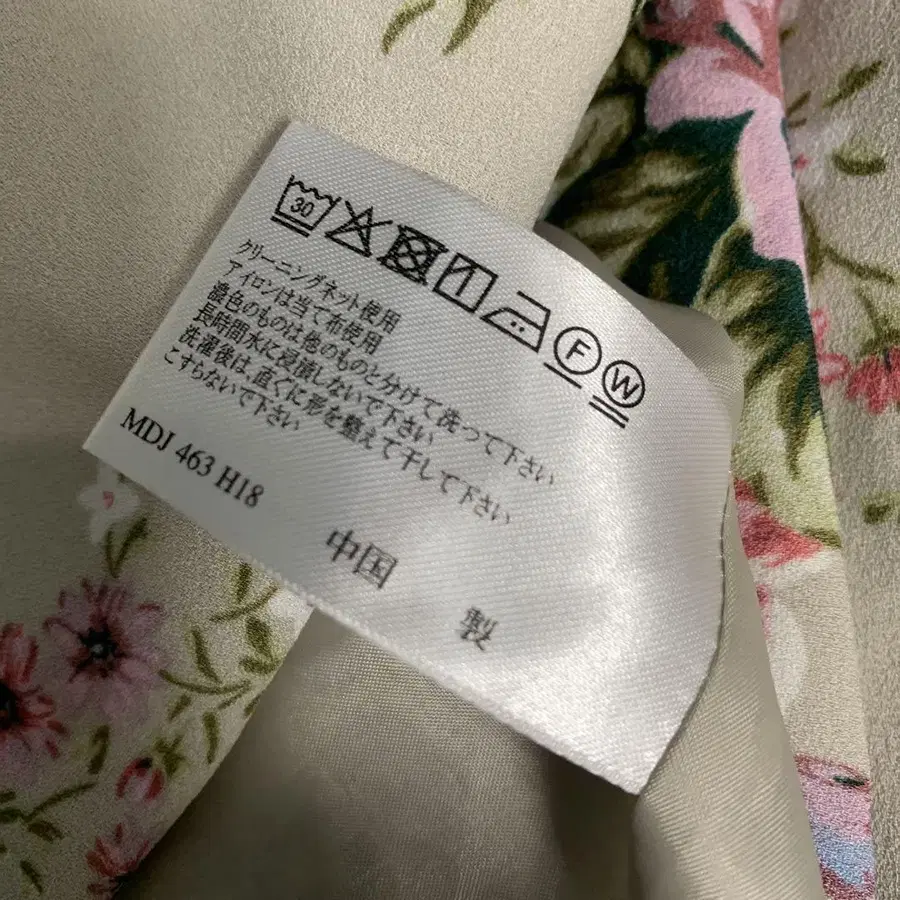 30
F
W
クリーニングネット使用
アイロンは当て布使用
濃色のものは他のものと分けて洗って下さい
長時間水に浸漬しないで下さい
洗濯後は、直ぐに形を整えて干して下さい
こすらないで下さい
MDJ 463 H18
中国 製